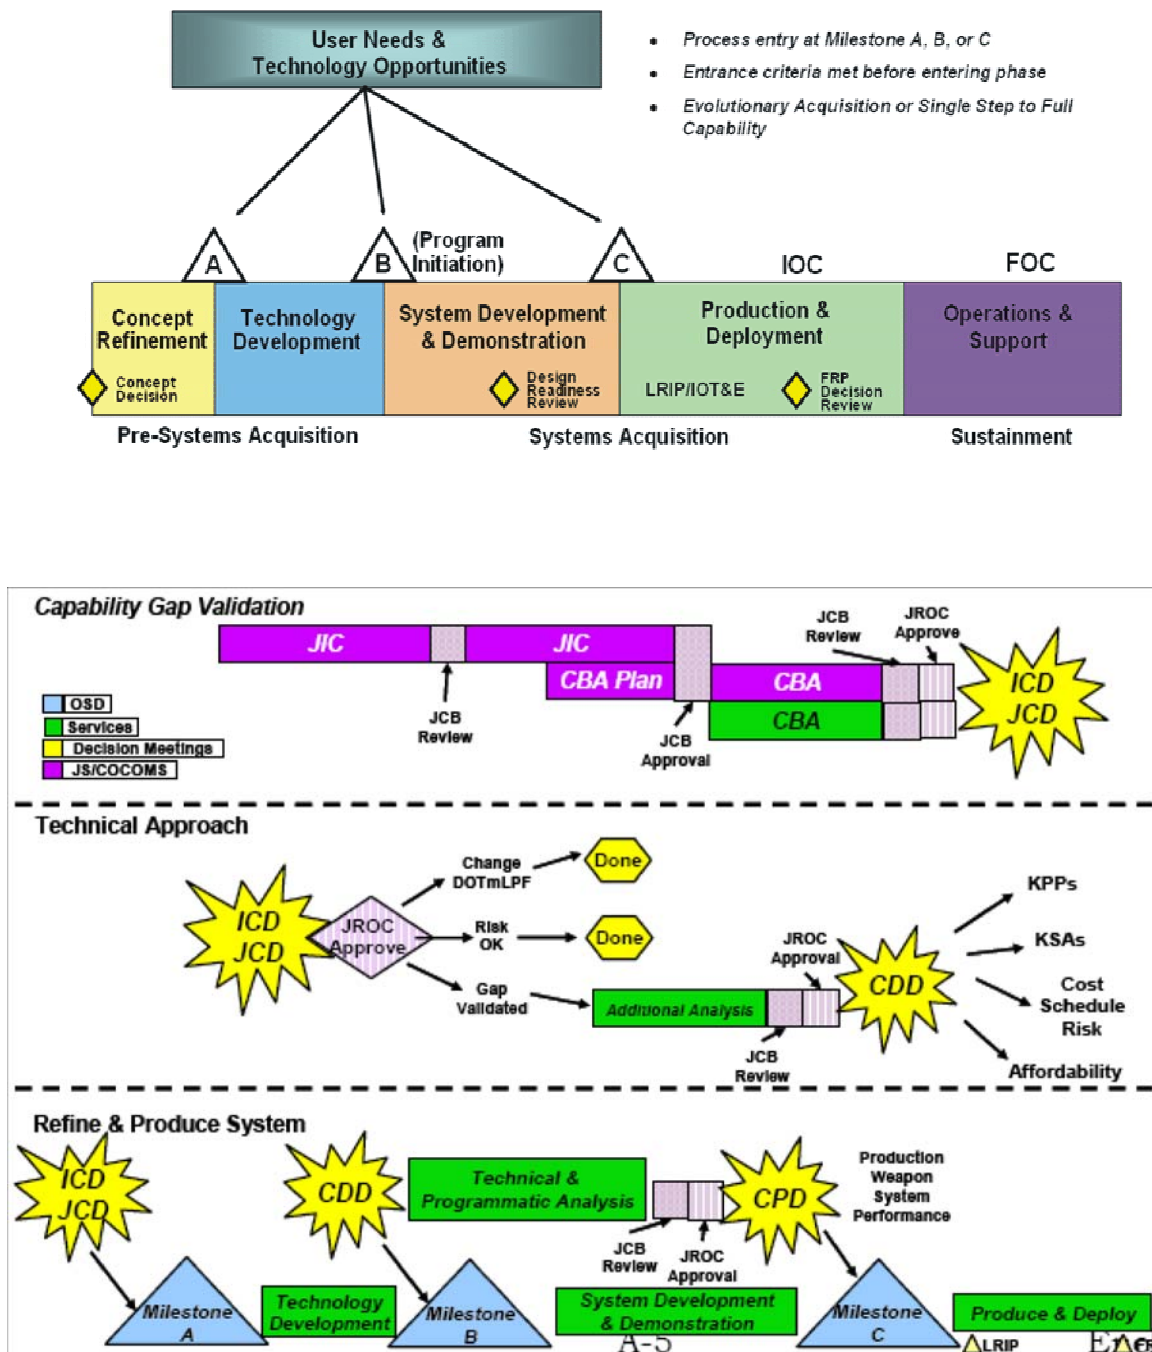 User Needs &
Technology Opportunities
• Process entry at Milestone A, B, or C
• Entrance criteria met before entering phase
• Evolutionary Acquisition or Single Step to Full
Capability
A
B
(Program
Initiation)
C
IOC
FOC
Concept
Refinement
Technology
Development
System Development
& Demonstration
Production &
Deployment
Operations &
Support
Concept
Decision
Design
Readiness
Review
LRIP/IOT&E
FRP
Decision
Review
Pre-Systems Acquisition
Systems Acquisition
Sustainment
Capability Gap Validation
JIC
JIC
CBA Plan
CBA
CBA
JCB
Review
JCB
Approval
JCB
Review
JROC
Approve
ICD
JCD
OSD
Services
Decision Meetings
JS/COCOMS
Technical Approach
ICD
JCD
JROC
Approve
Change
DOTmLPF
Done
Risk
OK
Done
Gap
Validated
Additional Analysis
JCB
Review
JROC
Approval
CDD
KPPs
KSAs
Cost
Schedule
Risk
Affordability
Refine & Produce System
ICD
JCD
CDD
Technical &
Programmatic Analysis
JCB
Review
JROC
Approval
CPD
Production
Weapon
System
Performance
Milestone
A
Technology
Development
Milestone
B
System Development
& Demonstration
Milestone
C
Produce & Deploy
A-5
LRIP